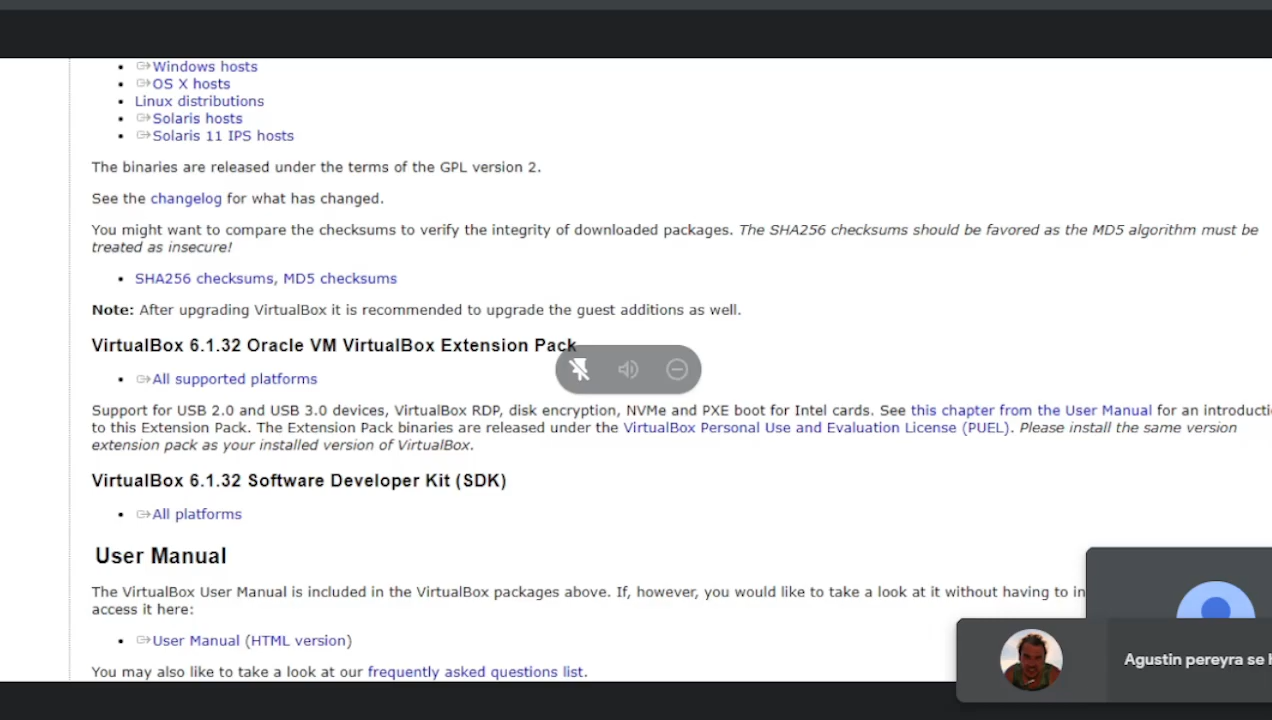 Windows hosts
OS X hosts
Linux distributions
Solaris hosts
Solaris 11 IPS hosts
The binaries are released under the terms of the GPL version 2.
See the changelog for what has changed.
You might want to compare the checksums to verify the integrity of downloaded packages. The SHA256 checksums should be favored as the MD5 algorithm must be
treated as insecure!
SHA256 checksums, MD5 checksums
Note: After upgrading VirtualBox it is recommended to upgrade the guest additions as well.
VirtualBox 6.1.32 Oracle VM VirtualBox Extension Pack
All supported platforms
Support for USB 2.0 and USB 3.0 devices, VirtualBox RDP, disk encryption, NVMe and PXE boot for Intel cards. See this chapter from the User Manual for an introducti
to this Extension Pack. The Extension Pack binaries are released under the VirtualBox Personal Use and Evaluation License (PUEL). Please install the same version
extension pack as your installed version of VirtualBox.
VirtualBox 6.1.32 Software Developer Kit (SDK)
All platforms
User Manual
The VirtualBox User Manual is included in the VirtualBox packages above. If, however, you would like to take a look at it without having to in
access it here:
User Manual (HTML version)
Agustin pereyra se h
You may also like to take a look at our frequently asked questions list.